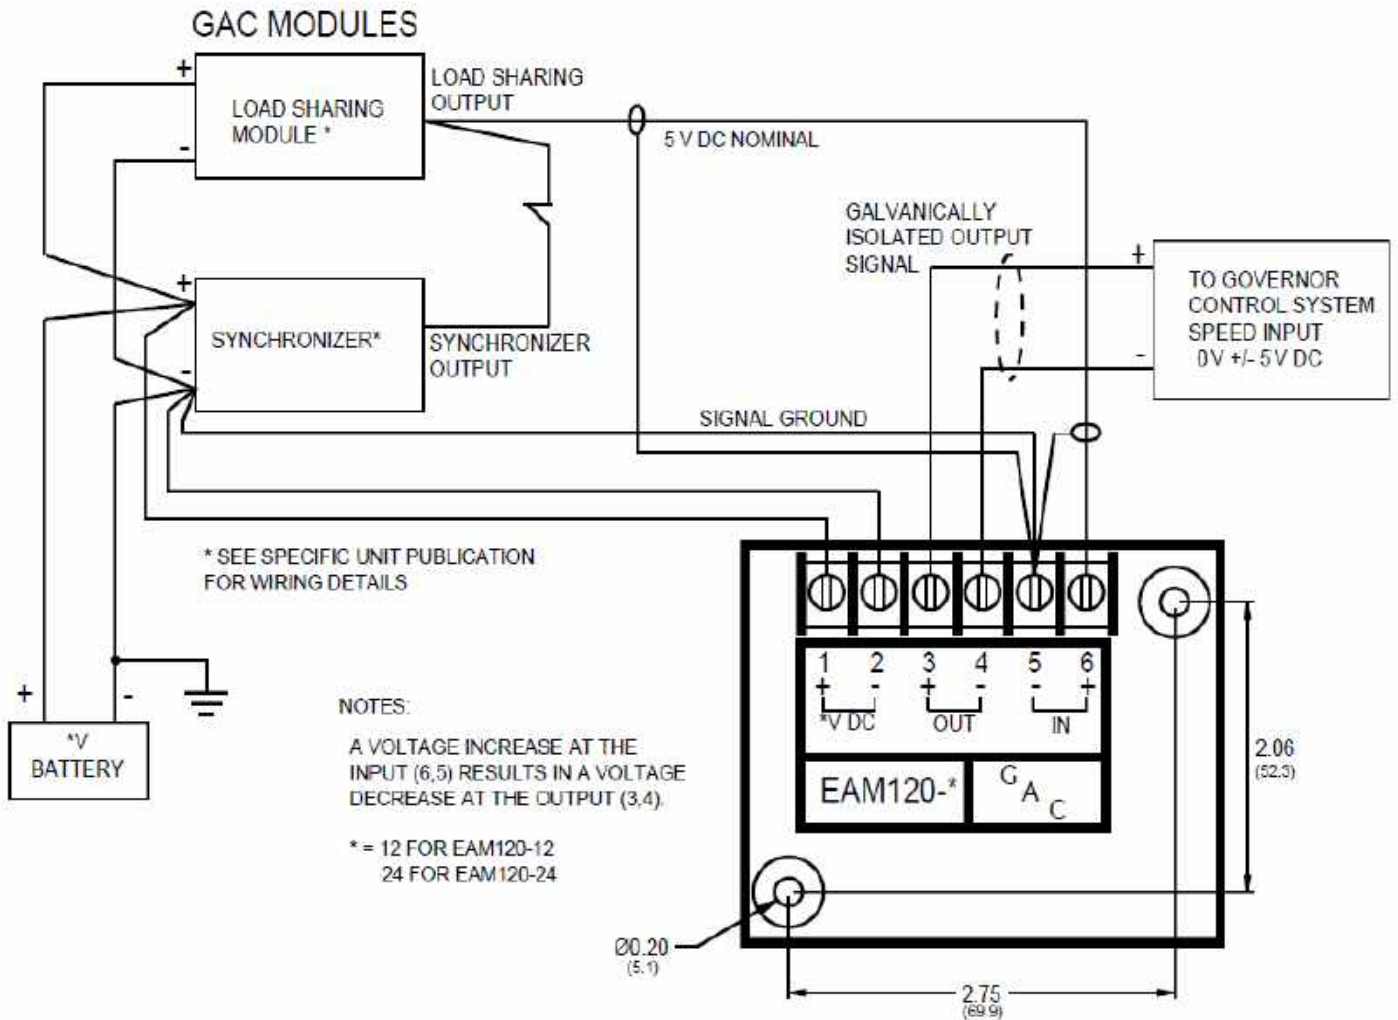 GAC MODULES
+
LOAD SHARING
MODULE *
-
LOAD SHARING
OUTPUT
5 V DC NOMINAL
GALVANICALLY
ISOLATED OUTPUT
SIGNAL
+
-
TO GOVERNOR
CONTROL SYSTEM
SPEED INPUT
0V +/- 5 V DC
+
SYNCHRONIZER*
-
SYNCHRONIZER
OUTPUT
SIGNAL GROUND
* SEE SPECIFIC UNIT PUBLICATION
FOR WIRING DETAILS
+
-
*V
BATTERY
NOTES:
A VOLTAGE INCREASE AT THE
INPUT (6,5) RESULTS IN A VOLTAGE
DECREASE AT THE OUTPUT (3,4).
* = 12 FOR EAM120-12
24 FOR EAM120-24
1 2 3 4 5 6
+ - + - - +
*V DC OUT IN
EAM120-*
G
A
C
2.06
(52.3)
Ø0.20
(5.1)
2.75
(69.9)